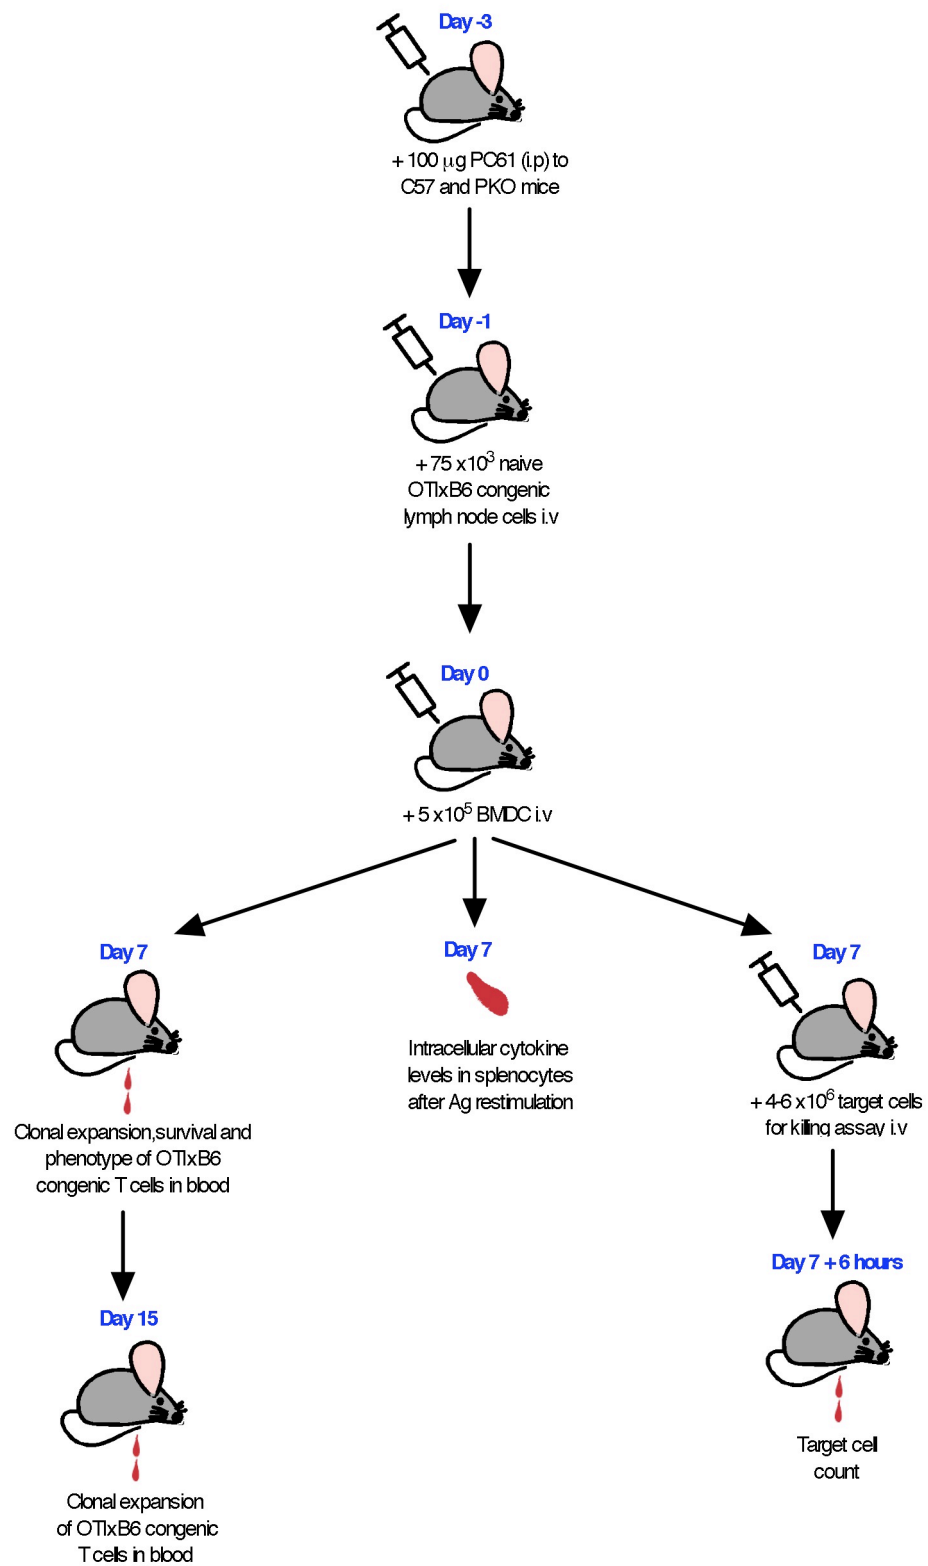 Day -3
+ 100 μg PC61 (i.p) to
C57 and PKO mice
Day -1
+ 75 x10³ naive
OTIxB6 congenic
lymph node cells i.v
Day 0
+ 5 x10⁵ BMDC i.v
Day 7
Clonal expansion,survival and
phenotype of OTIxB6
congenic T cells in blood
Day 15
Clonal expansion
of OTIxB6 congenic
T cells in blood
Day 7
Intracellular cytokine
levels in splenocytes
after Ag restimulation
Day 7
+ 4-6 x10⁶ target cells
for killing assay i.v
Day 7 + 6 hours
Target cell
count